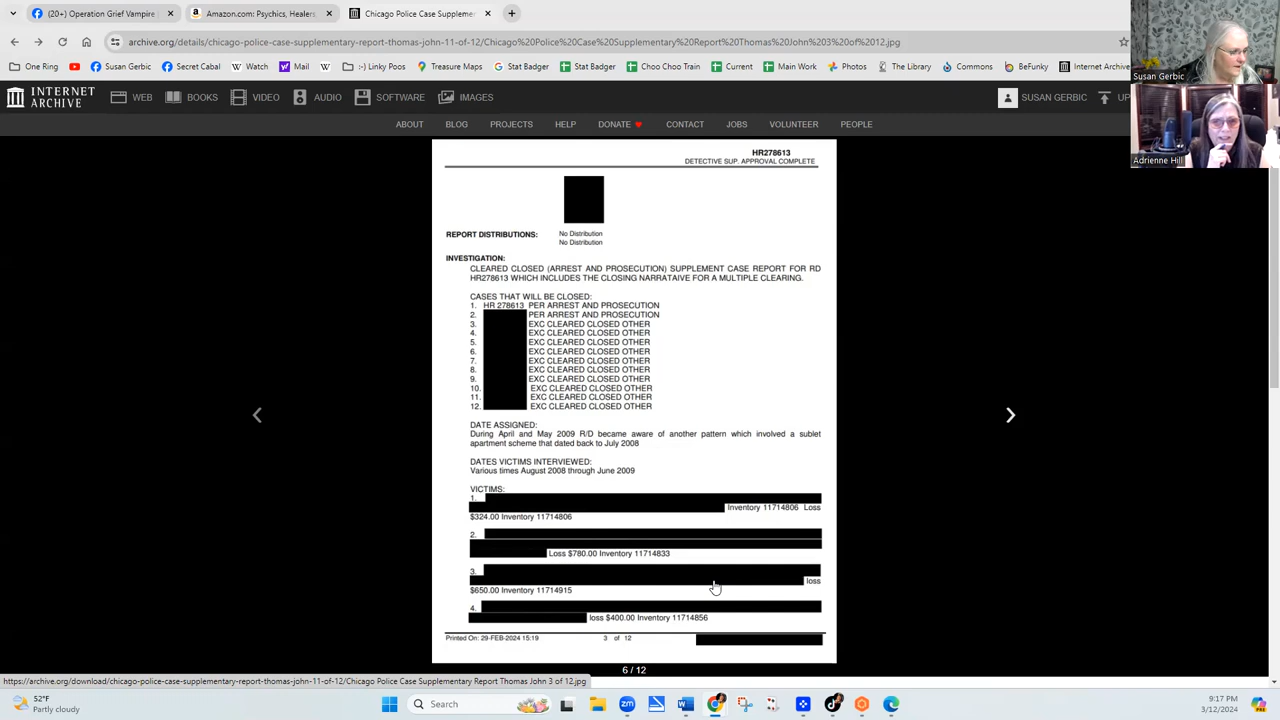 (20+) Operation Grief Vampire
Amazon.com: Psychics, Healers
Chicago Police Case Supplementary
archive.org/details/chicago-police-case-supplementary-report-thomas-john-11-of-12/Chicago%20Police%20Case%20Supplementary%20Report%20Thomas%20John%203%20of%2012.jpg
One Ring
Susan Gerbic
Secret Cabal
Watch
Mail
:-) Linky Poos
Treasure Maps
Stat Badger
Choo Choo Train
Current
Main Work
Photos
The Library
Commons
BeFunky
Internet Archive
INTERNET ARCHIVE
WEB
BOOKS
VIDEO
AUDIO
SOFTWARE
IMAGES
SUSAN GERBIC
UP
ABOUT
BLOG
PROJECTS
HELP
DONATE
CONTACT
JOBS
VOLUNTEER
PEOPLE
Susan Gerbic
Adrienne Hill
HR278613
DETECTIVE SUP. APPROVAL COMPLETE
REPORT DISTRIBUTIONS: No Distribution
No Distribution
INVESTIGATION:
CLEARED CLOSED (ARREST AND PROSECUTION) SUPPLEMENT CASE REPORT FOR RD
HR278613 WHICH INCLUDES THE CLOSING NARRATAIVE FOR A MULTIPLE CLEARING.
CASES THAT WILL BE CLOSED:
1. HR 278613 PER ARREST AND PROSECUTION
2. PER ARREST AND PROSECUTION
3. EXC CLEARED CLOSED OTHER
4. EXC CLEARED CLOSED OTHER
5. EXC CLEARED CLOSED OTHER
6. EXC CLEARED CLOSED OTHER
7. EXC CLEARED CLOSED OTHER
8. EXC CLEARED CLOSED OTHER
9. EXC CLEARED CLOSED OTHER
10. EXC CLEARED CLOSED OTHER
11. EXC CLEARED CLOSED OTHER
12. EXC CLEARED CLOSED OTHER
DATE ASSIGNED:
During April and May 2009 R/D became aware of another pattern which involved a sublet
apartment scheme that dated back to July 2008
DATES VICTIMS INTERVIEWED:
Various times August 2008 through June 2009
VICTIMS:
1.
Inventory 11714806 Loss
$324.00 Inventory 11714806
2.
Loss $780.00 Inventory 11714833
3.
loss
$650.00 Inventory 11714915
4.
loss $400.00 Inventory 11714856
Printed On: 29-FEB-2024 15:19 3 of 12
6 / 12
https://archive.org/download/chicago-police-case-supplementary-report-thomas-john-11-of-12/Chicago Police Case Supplementary Report Thomas John 3 of 12.jpg
52°F
Partly cloudy
Search
9:17 PM
3/12/2024